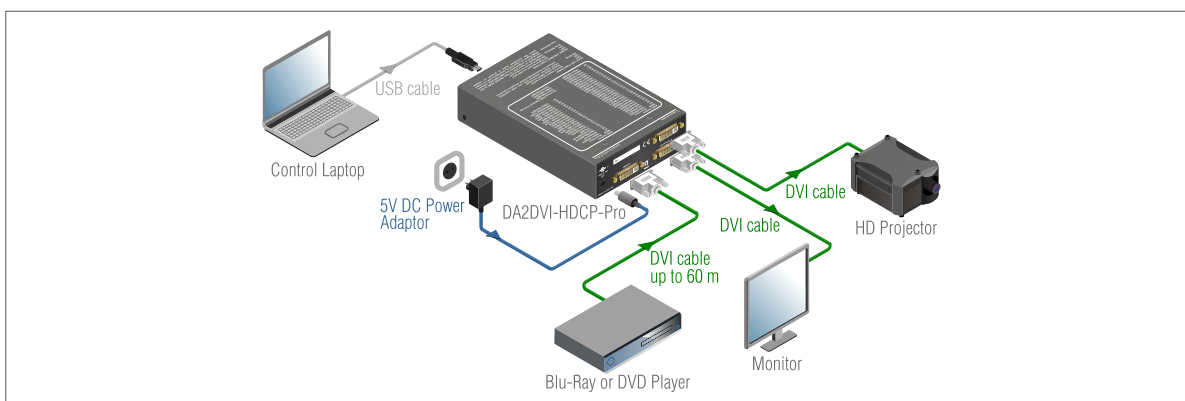 USB cable
Control Laptop
5V DC Power
Adaptor
DA2DVI-HDCP-Pro
DVI cable
HD Projector
DVI cable
DVI cable
up to 60 m
Monitor
Blu-Ray or DVD Player